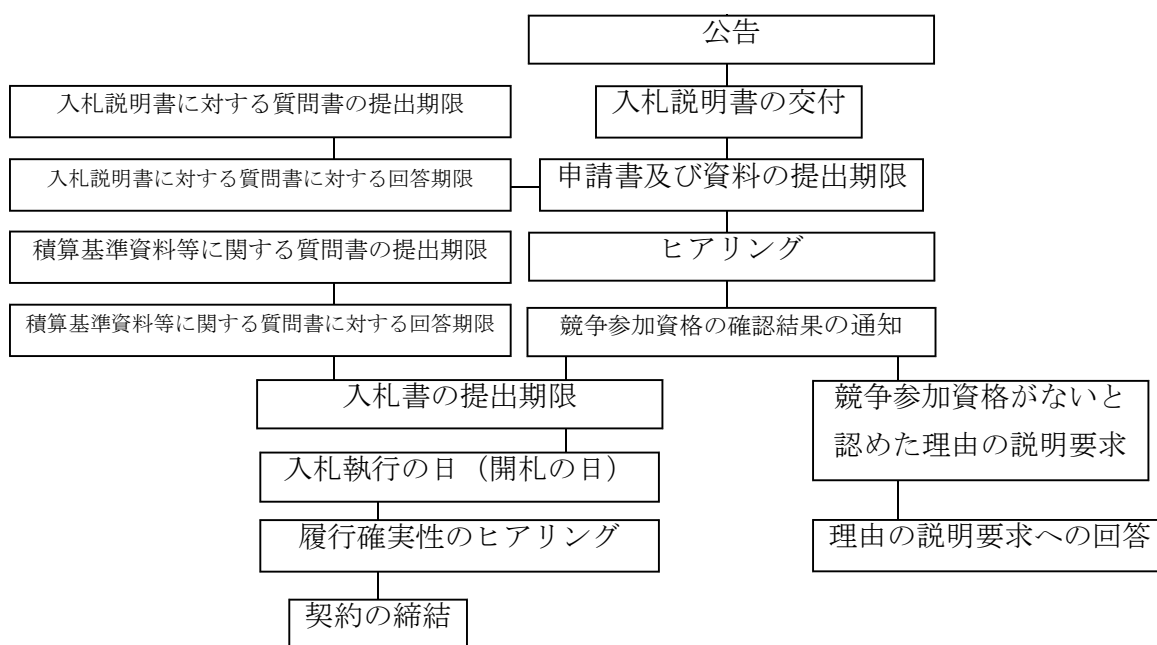 公告
入札説明書に対する質問書の提出期限
入札説明書の交付
入札説明書に対する質問書に対する回答期限
申請書及び資料の提出期限
積算基準資料等に関する質問書の提出期限
ヒアリング
積算基準資料等に関する質問書に対する回答期限
競争参加資格の確認結果の通知
入札書の提出期限
競争参加資格がないと
認めた理由の説明要求
入札執行の日（開札の日）
履行確実性のヒアリング
理由の説明要求への回答
契約の締結